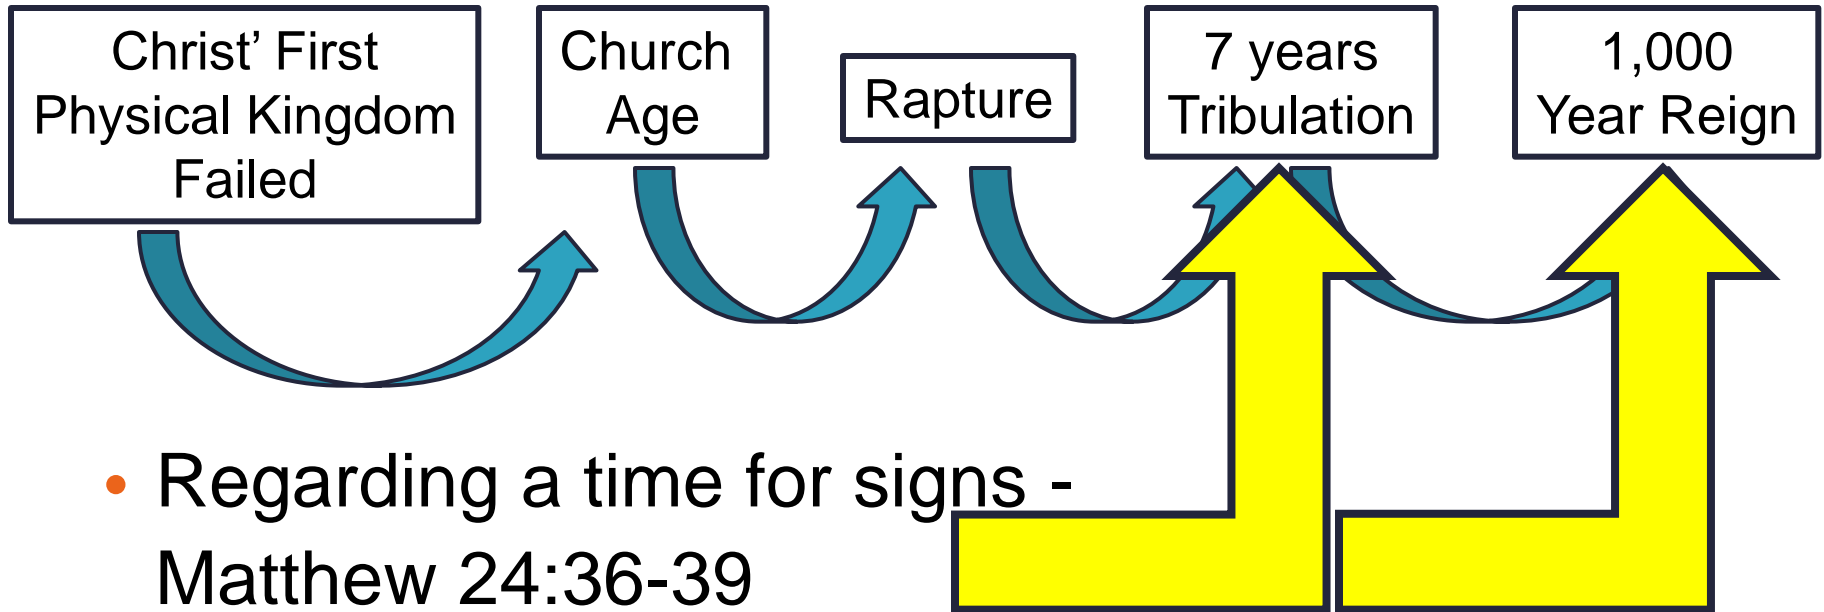 Christ’ First
Physical Kingdom
Failed
Church
Age
Rapture
7 years
Tribulation
1,000
Year Reign
• Regarding a time for signs -
Matthew 24:36-39